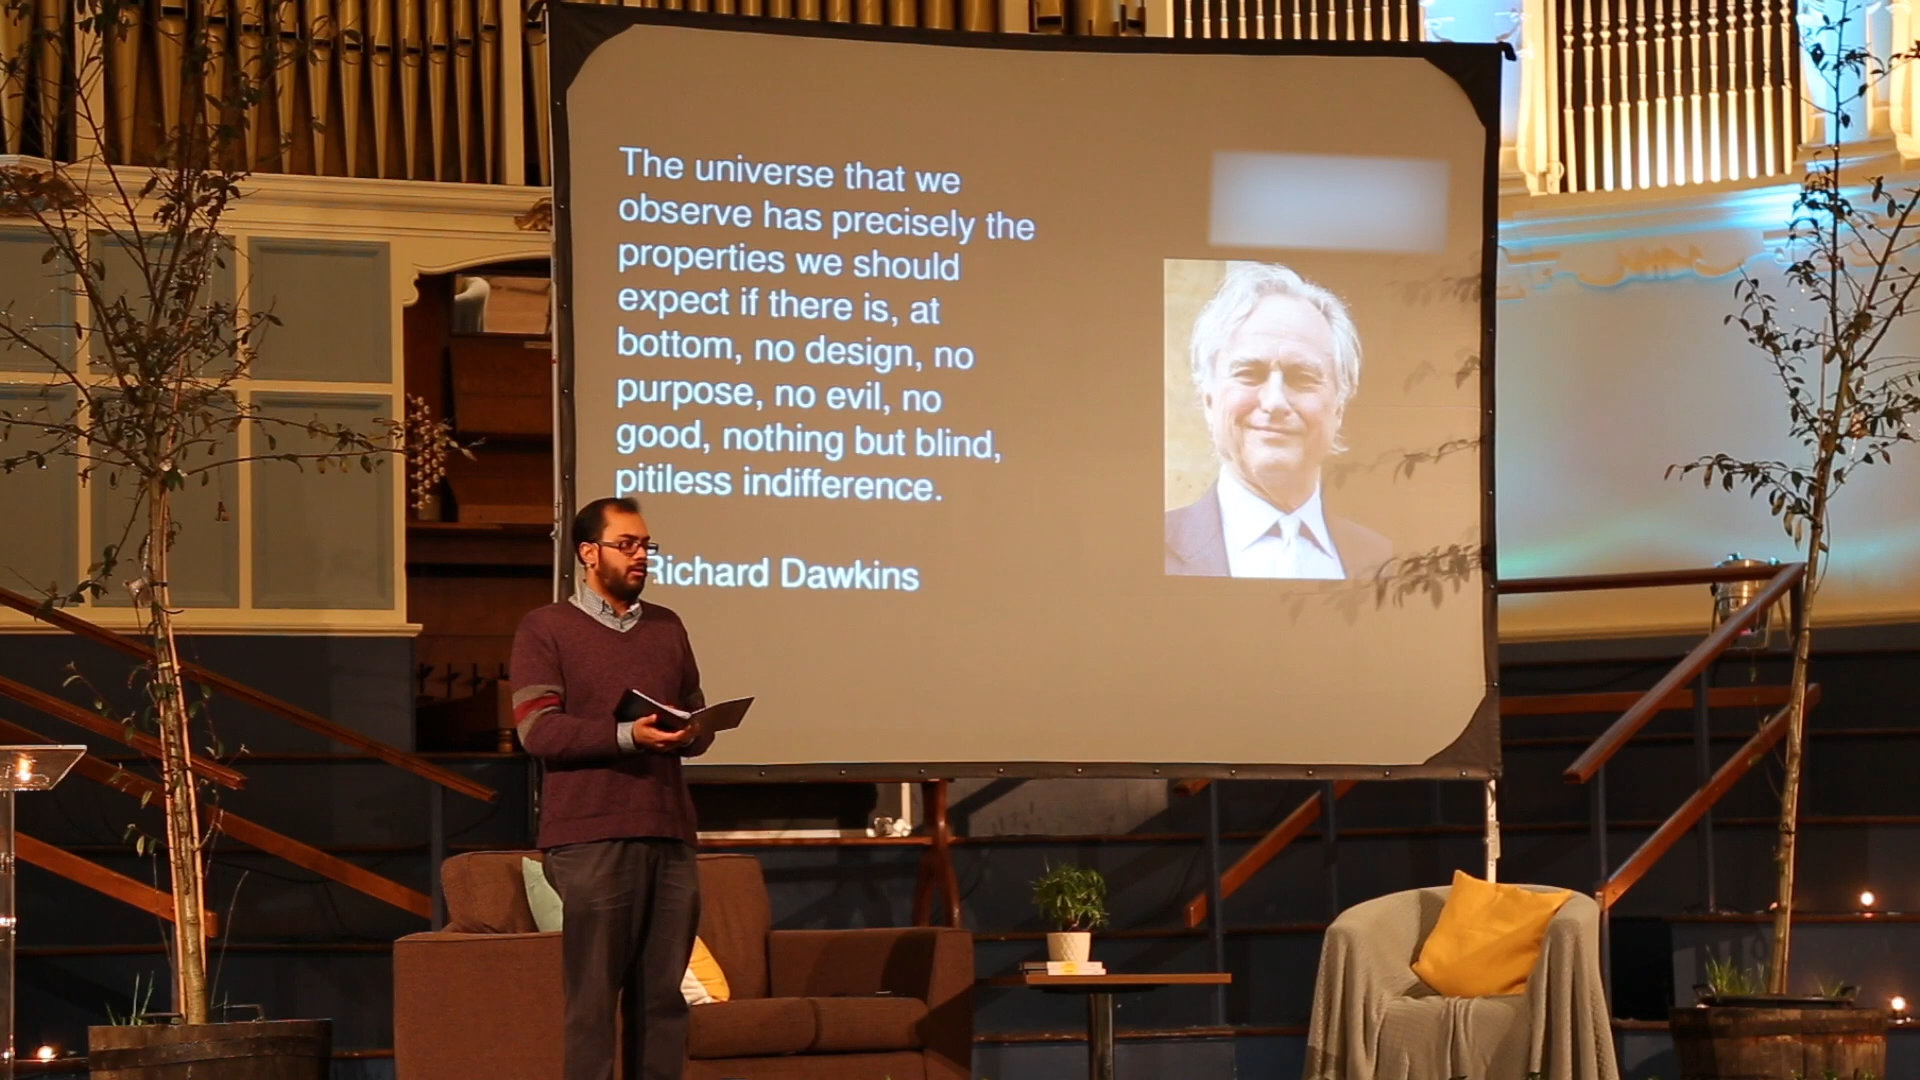 The universe that we
observe has precisely the
properties we should
expect if there is, at
bottom, no design, no
purpose, no evil, no
good, nothing but blind,
pitiless indifference.
Richard Dawkins